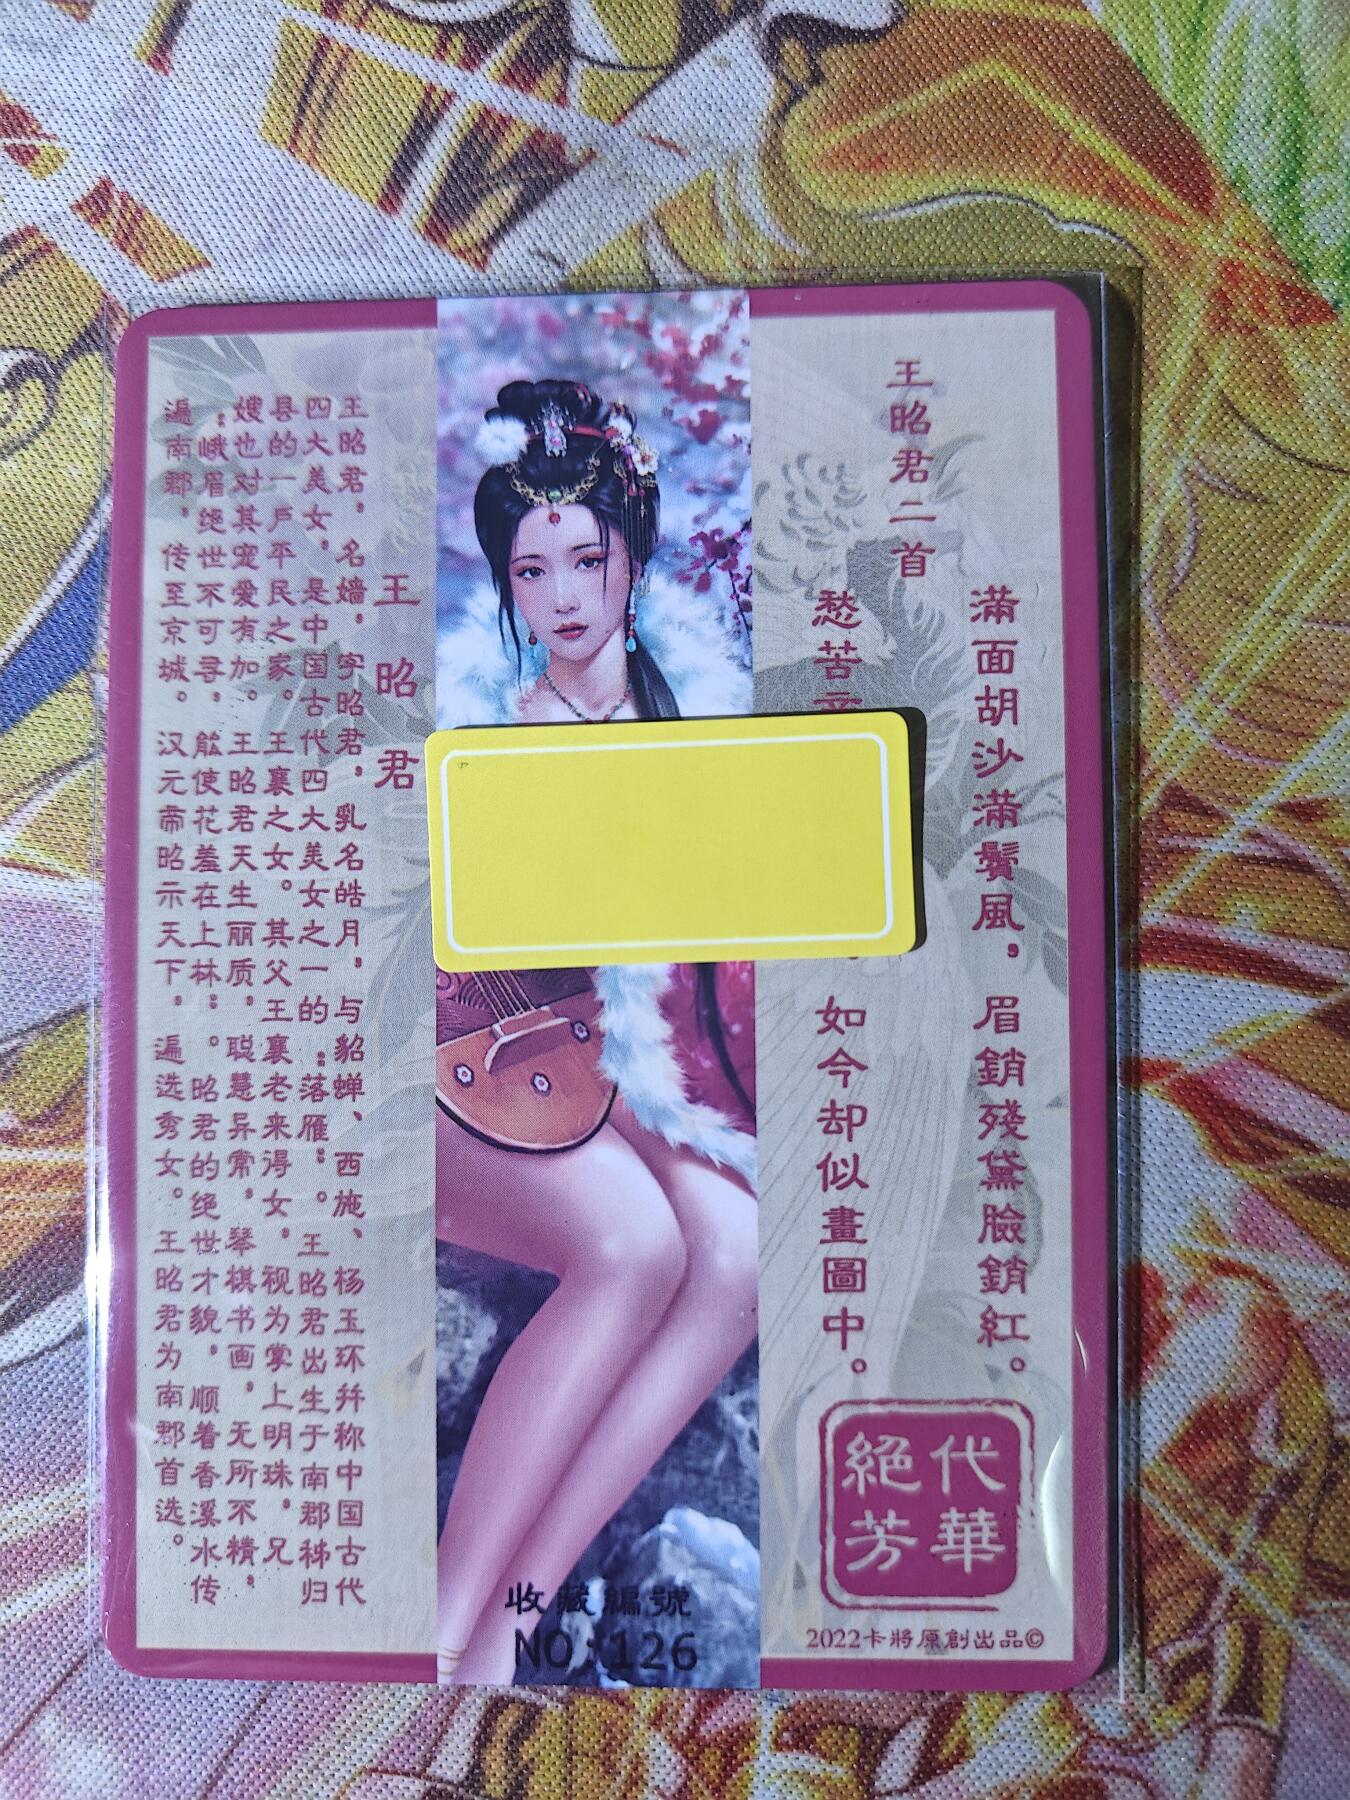 王昭君二首
滿面胡沙滿鬢風，眉銷殘黛臉銷紅。
愁苦
如今却似畫圖中。
絕代
芳華
2022卡將原創出品©
收藏編號
NO:126
王昭君
王昭君，名嫱，字昭君，乳名皓月，与貂蝉、西施、杨玉环并称中国古代
四大美女，是中国古代四大美女之一的“落雁”。王昭君出生于南郡秭归
县的一戶平民之家。王襄之女。其父王襄老来得女，视为掌上明珠，兄
嫂也对其宠爱有加。王昭君天生丽质，聪慧异常，琴棋书画，无所不精，
“峨眉绝世不可寻，能使花羞在上林”。昭君的绝世才貌，顺着香溪水传
遍南郡，传至京城。汉元帝昭示天下，遍选秀女。王昭君为南郡首选。